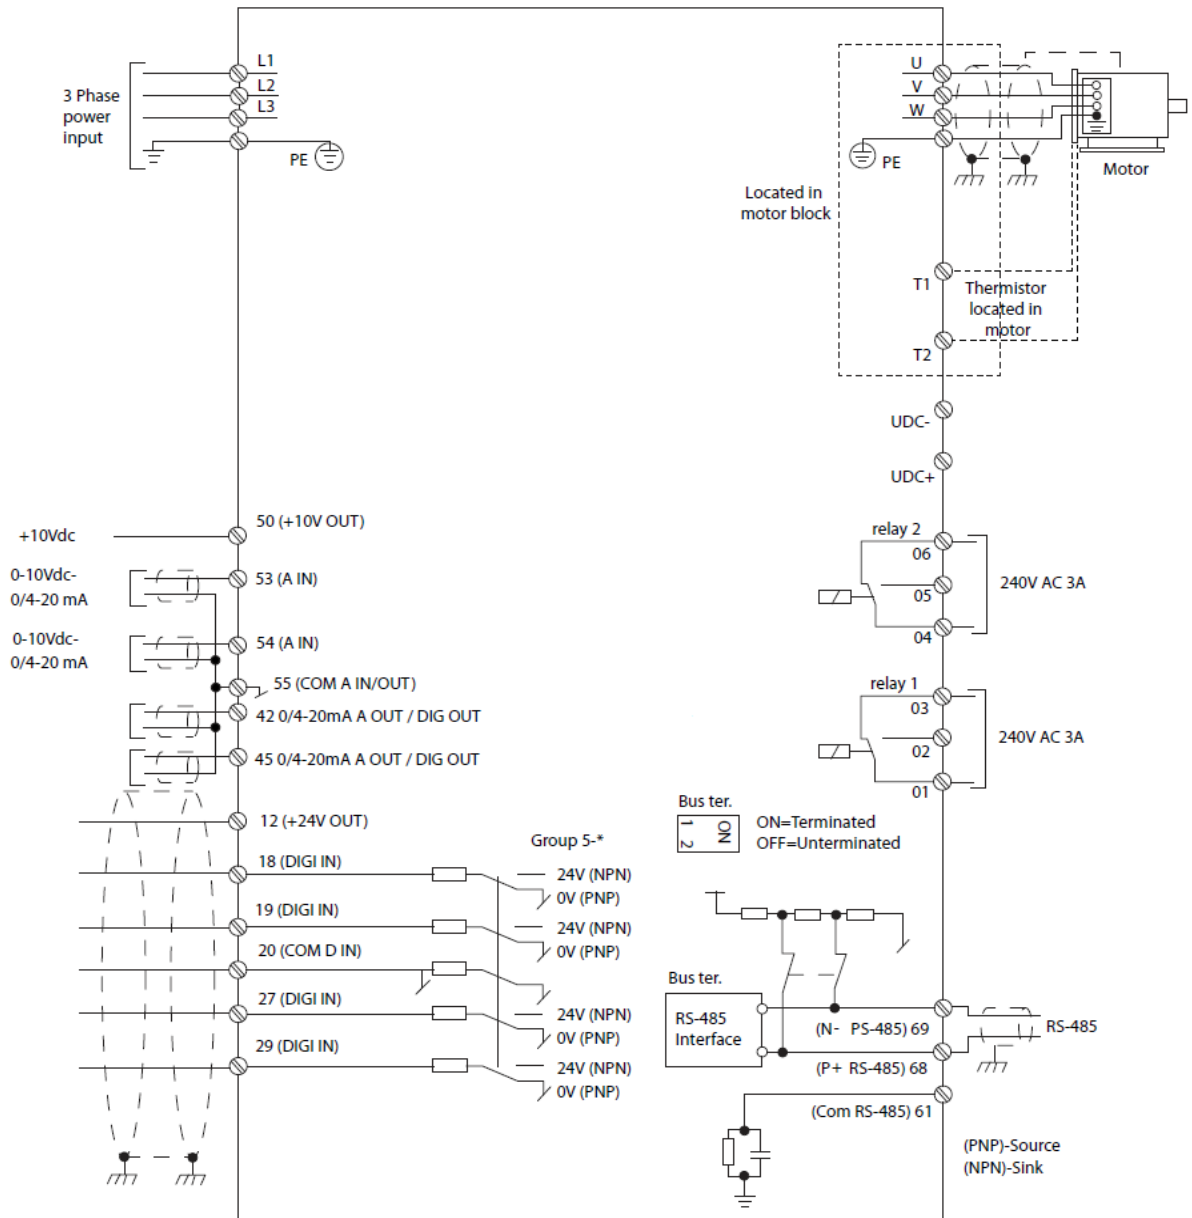 L1
L2
L3
3 Phase
power
input
PE
U
V
W
PE
Motor
Located in
motor block
T1
Thermistor
located in
motor
T2
UDC-
UDC+
+10Vdc
50 (+10V OUT)
0-10Vdc-
0/4-20 mA
53 (A IN)
0-10Vdc-
0/4-20 mA
54 (A IN)
55 (COM A IN/OUT)
42 0/4-20mA A OUT / DIG OUT
45 0/4-20mA A OUT / DIG OUT
relay 2
06
05
04
240V AC 3A
relay 1
03
02
01
240V AC 3A
12 (+24V OUT)
Group 5-*
18 (DIGI IN)
24V (NPN)
0V (PNP)
19 (DIGI IN)
24V (NPN)
0V (PNP)
20 (COM D IN)
27 (DIGI IN)
24V (NPN)
0V (PNP)
29 (DIGI IN)
24V (NPN)
0V (PNP)
Bus ter.
1 2 ON
ON=Terminated
OFF=Unterminated
Bus ter.
RS-485
Interface
(N- PS-485) 69
RS-485
(P+ RS-485) 68
(Com RS-485) 61
(PNP)-Source
(NPN)-Sink